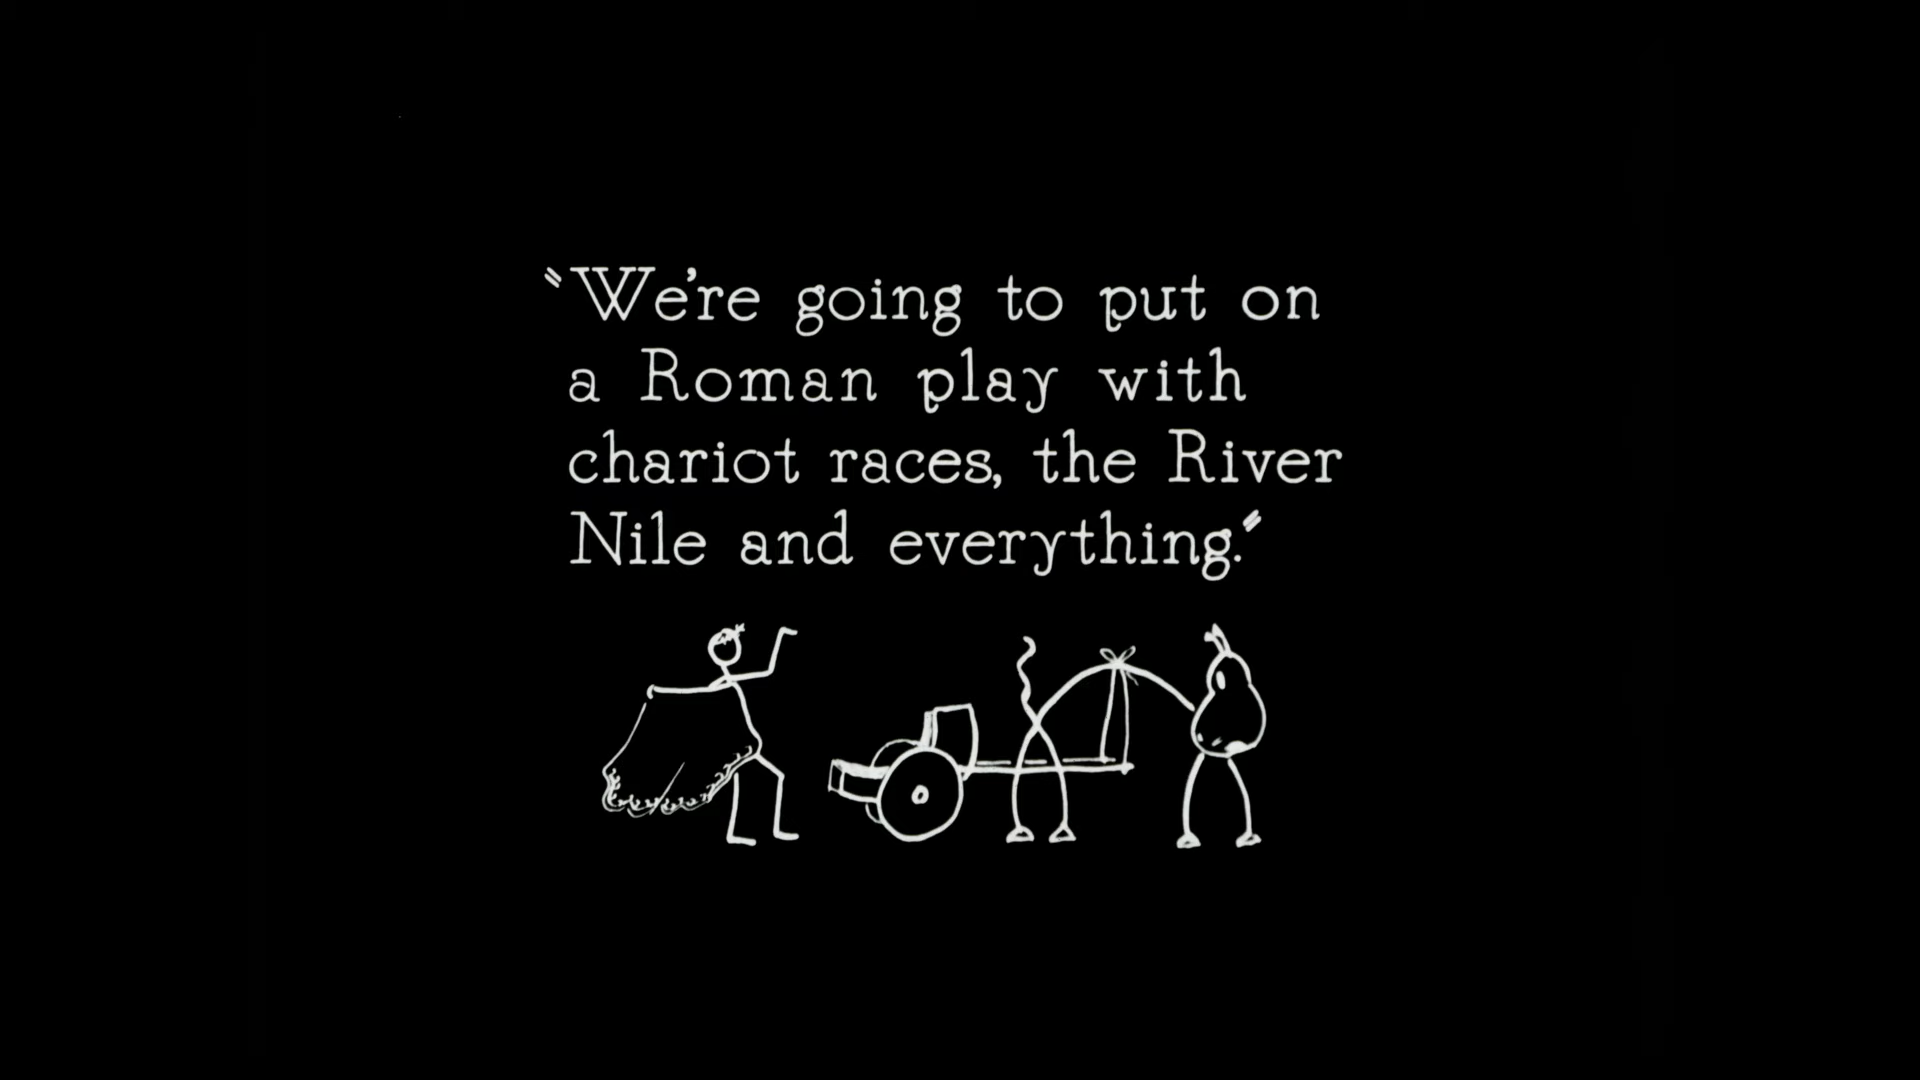 "We're going to put on
a Roman play with
chariot races, the River
Nile and everything."